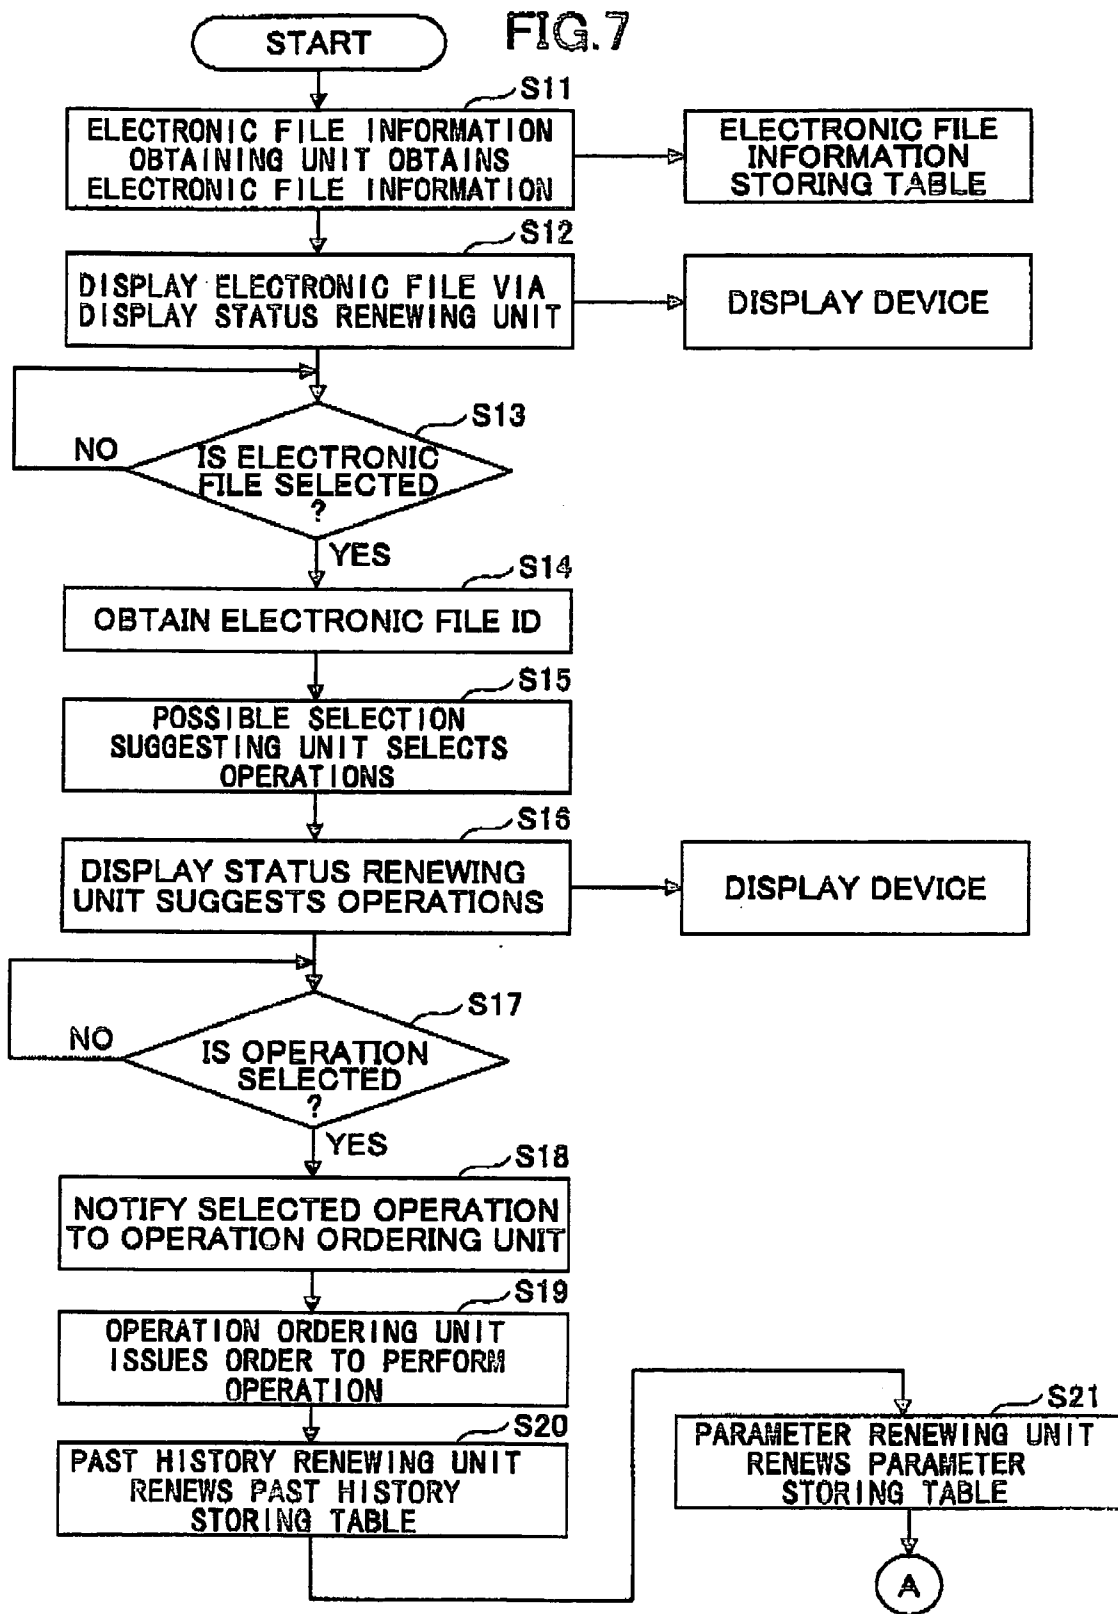 FIG.7
START
S11
ELECTRONIC FILE INFORMATION
OBTAINING UNIT OBTAINS
ELECTRONIC FILE INFORMATION
ELECTRONIC FILE
INFORMATION
STORING TABLE
S12
DISPLAY ELECTRONIC FILE VIA
DISPLAY STATUS RENEWING UNIT
DISPLAY DEVICE
S13
NO
IS ELECTRONIC
FILE SELECTED
?
YES
S14
OBTAIN ELECTRONIC FILE ID
S15
POSSIBLE SELECTION
SUGGESTING UNIT SELECTS
OPERATIONS
S16
DISPLAY STATUS RENEWING
UNIT SUGGESTS OPERATIONS
DISPLAY DEVICE
S17
NO
IS OPERATION
SELECTED
?
YES
S18
NOTIFY SELECTED OPERATION
TO OPERATION ORDERING UNIT
S19
OPERATION ORDERING UNIT
ISSUES ORDER TO PERFORM
OPERATION
S20
PAST HISTORY RENEWING UNIT
RENEWS PAST HISTORY
STORING TABLE
S21
PARAMETER RENEWING UNIT
RENEWS PARAMETER
STORING TABLE
A